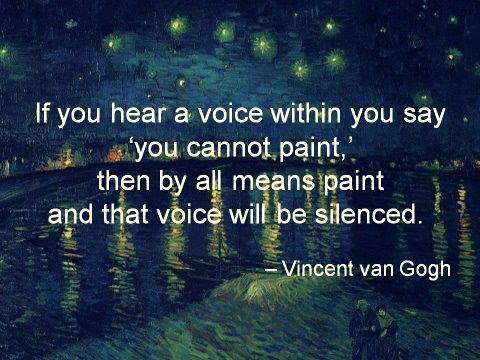 If you hear a voice within you say
‘you cannot paint,’
then by all means paint
and that voice will be silenced.
– Vincent van Gogh